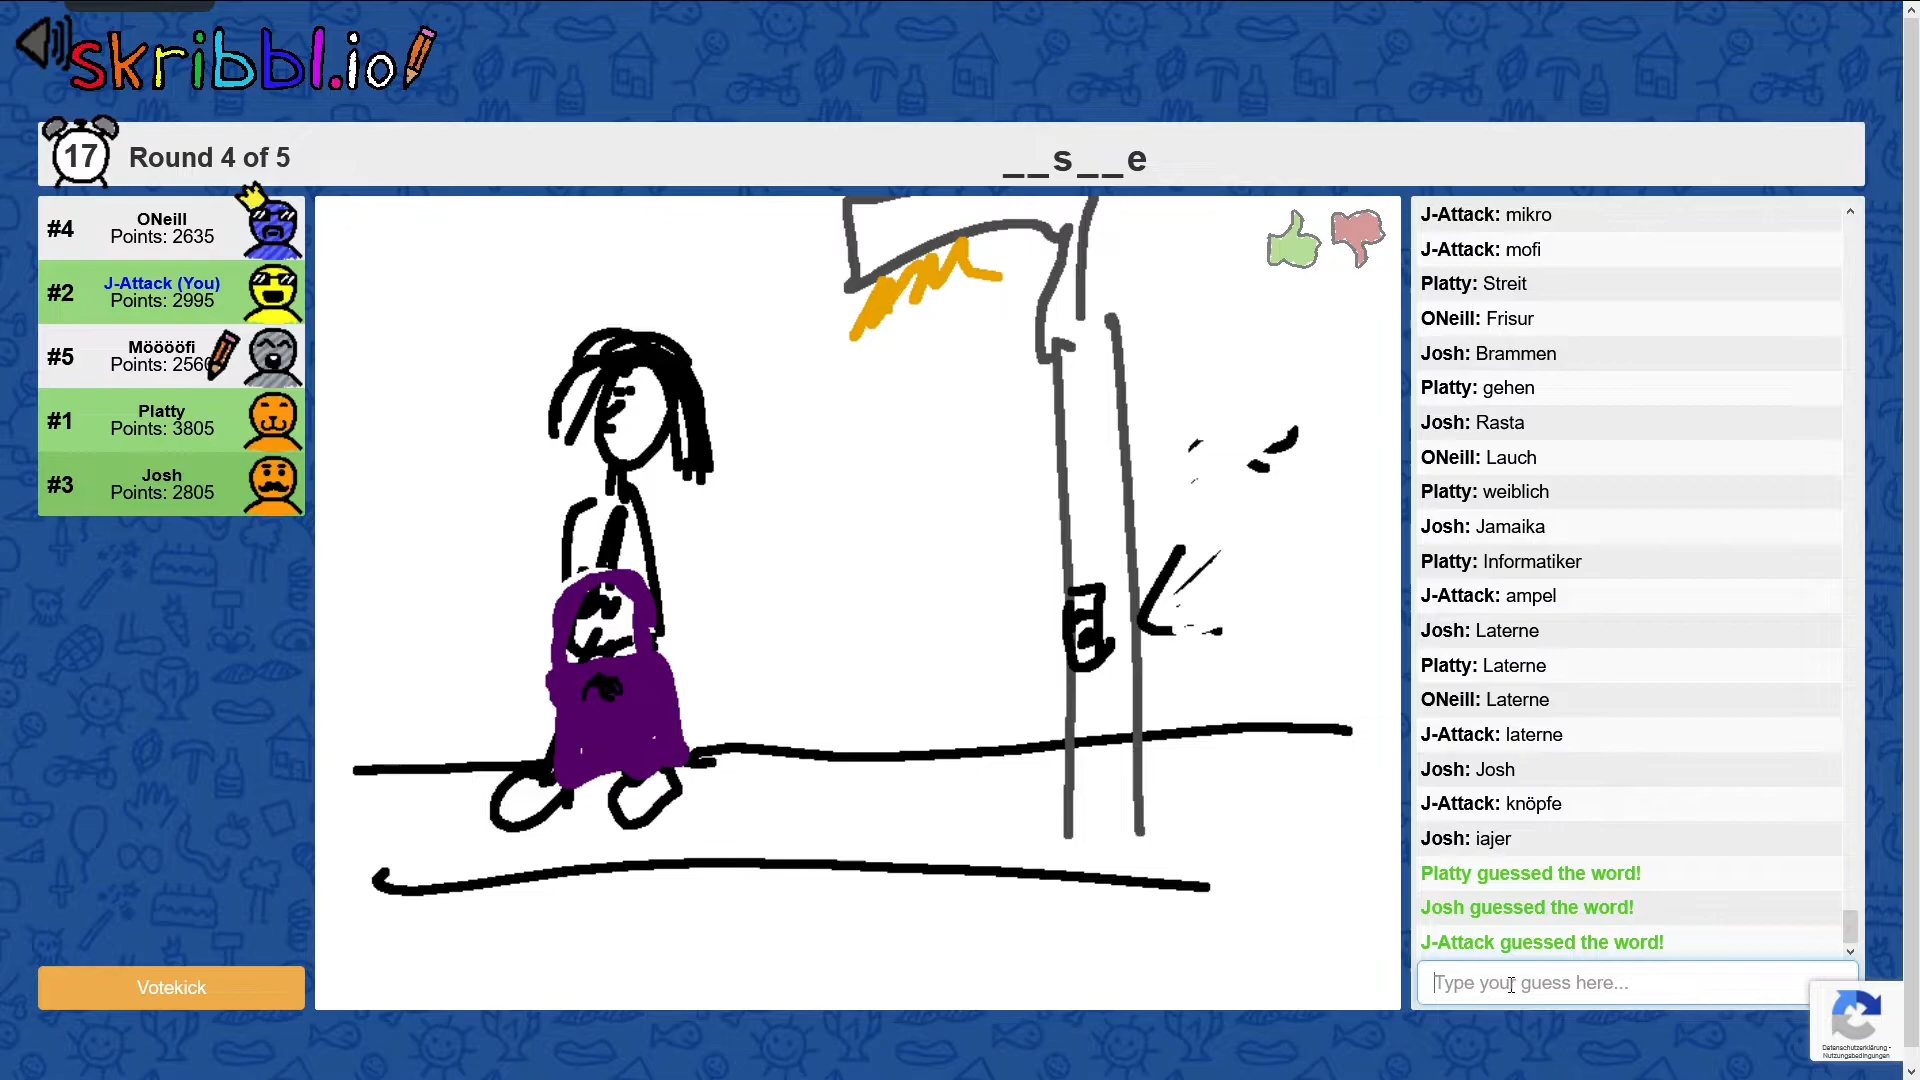 skribbl.io
17
Round 4 of 5
__s__e
#4
ONeill
Points: 2635
#2
J-Attack (You)
Points: 2995
#5
Mööööfi
Points: 2560
#1
Platty
Points: 3805
#3
Josh
Points: 2805
Votekick
J-Attack: mikro
J-Attack: mofi
Platty: Streit
ONeill: Frisur
Josh: Brammen
Platty: gehen
Josh: Rasta
ONeill: Lauch
Platty: weiblich
Josh: Jamaika
Platty: Informatiker
J-Attack: ampel
Josh: Laterne
Platty: Laterne
ONeill: Laterne
J-Attack: laterne
Josh: Josh
J-Attack: knöpfe
Josh: iajer
Platty guessed the word!
Josh guessed the word!
J-Attack guessed the word!
Type your guess here...
Datenschutzerklärung -
Nutzungsbedingungen